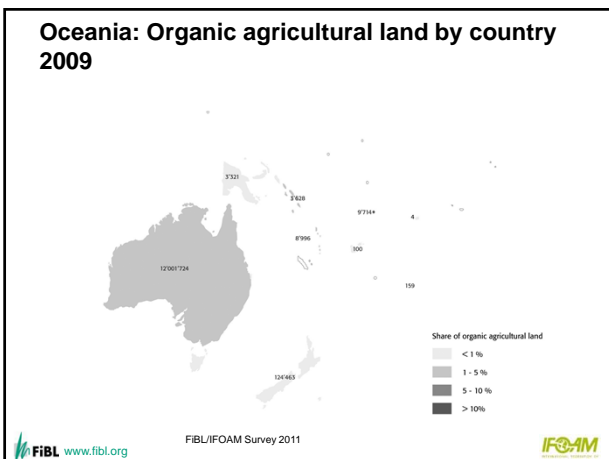 Oceania: Organic agricultural land by country
2009
3'321
3'628
9'714*
4
8'996
100
12'001'724
159
Share of organic agricultural land
< 1 %
1 - 5 %
124'463
5 - 10 %
> 10%
FiBL/IFOAM Survey 2011
FiBL www.fibl.org
IFOAM